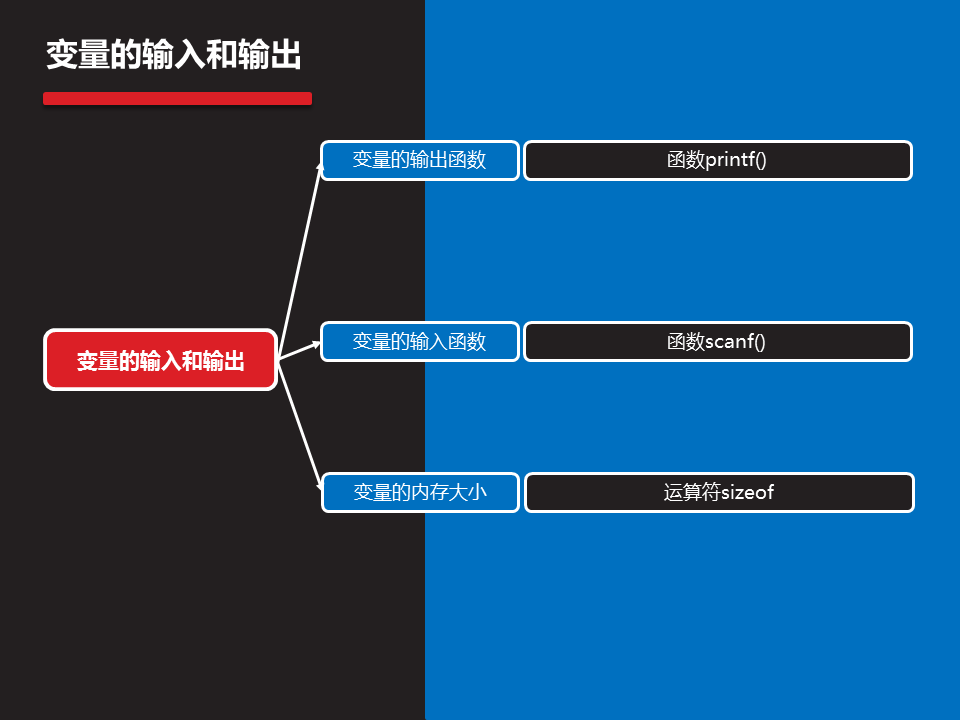 变量的输入和输出
变量的输出函数
函数printf()
变量的输入和输出
变量的输入函数
函数scanf()
变量的内存大小
运算符sizeof